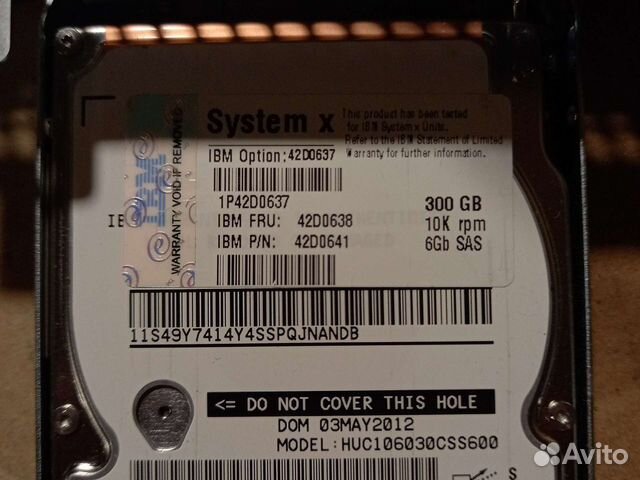 System x
This product has been tested
for IBM System x Units.
Refer to the IBM Statement of Limited
Warranty for further information.
IBM Option:42D0637
1P42D0637
IBM FRU: 42D0638
IBM P/N: 42D0641
300 GB
10K rpm
6Gb SAS
IBM
WARRANTY VOID IF REMOVED
11S49Y7414Y4SSPQJNANDB
<= DO NOT COVER THIS HOLE
DOM 03MAY2012
MODEL:HUC106030CSS600
S
Avito